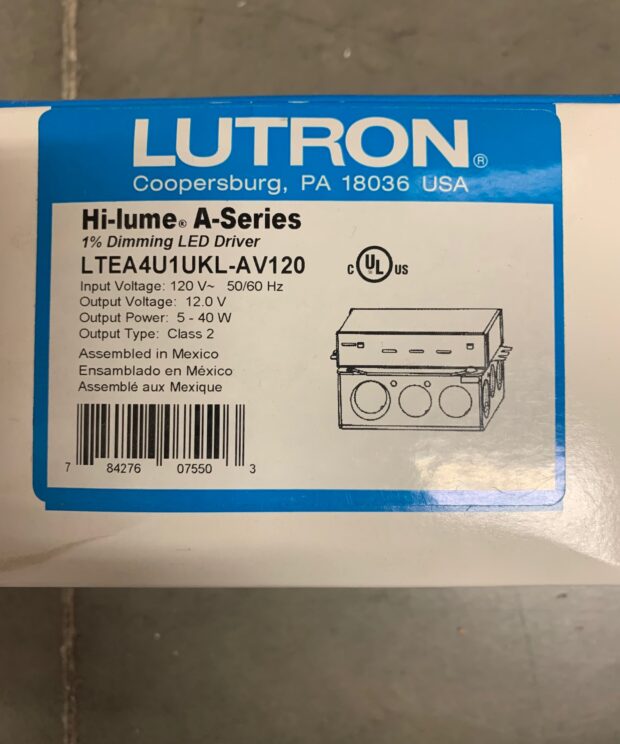 LUTRON®
Coopersburg, PA 18036 USA
Hi-lume® A-Series
1% Dimming LED Driver
LTEA4U1UKL-AV120
C UL US
Input Voltage: 120 V~ 50/60 Hz
Output Voltage: 12.0 V
Output Power: 5 - 40 W
Output Type: Class 2
Assembled in Mexico
Ensamblado en México
Assemblé aux Mexique
7 84276 07550 3